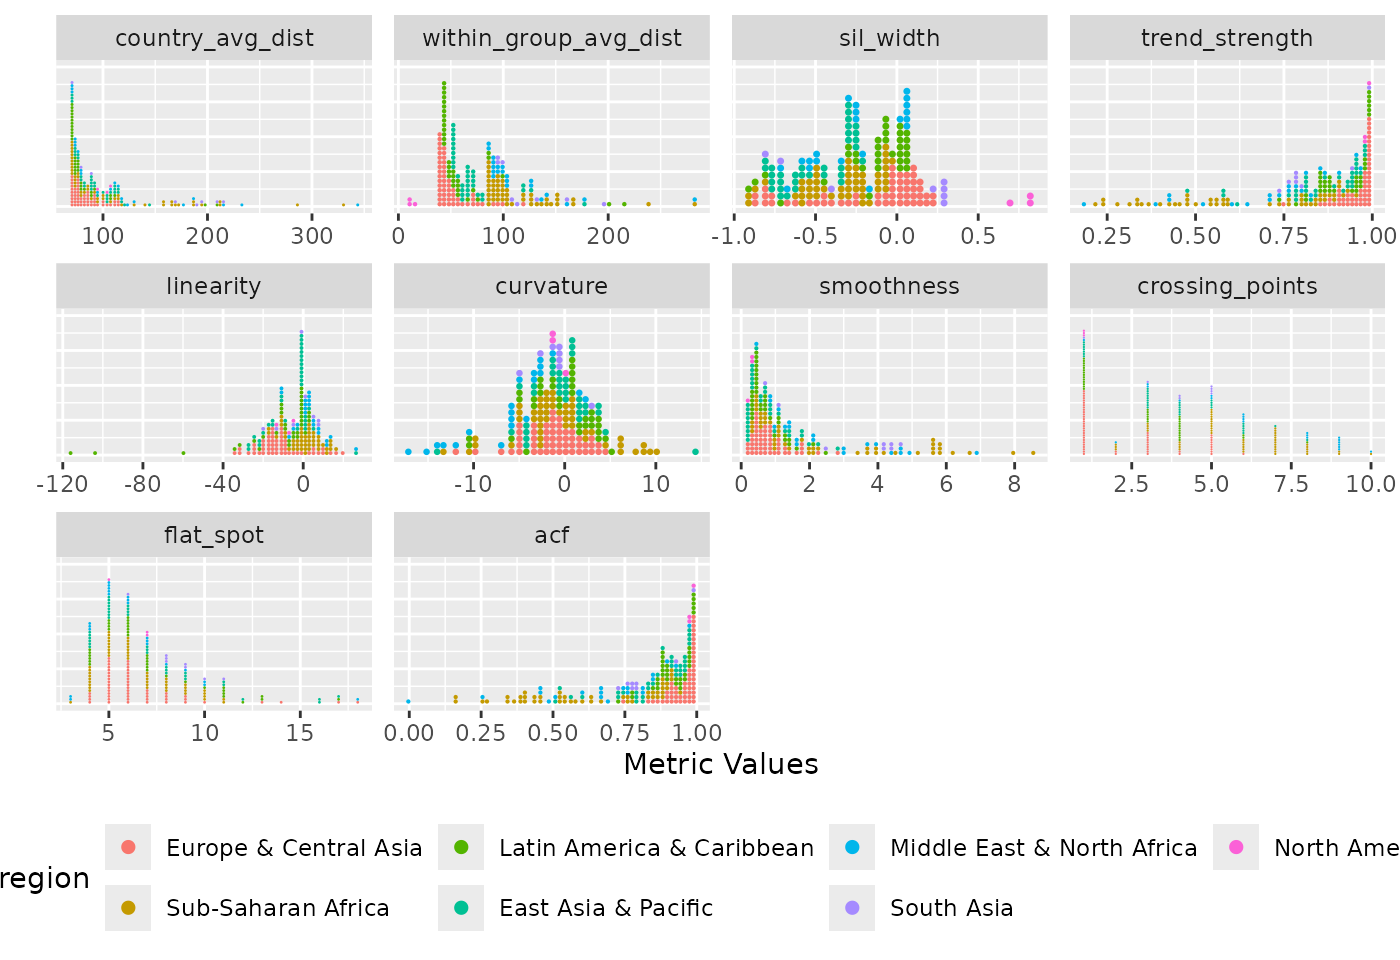 country_avg_dist within_group_avg_dist sil_width trend_strength
100 200 300 0 100 200 -1.0 -0.5 0.0 0.5 0.25 0.50 0.75 1.00
linearity curvature smoothness crossing_points
-120 -80 -40 0 -10 0 10 0 2 4 6 8 2.5 5.0 7.5 10.0
flat_spot acf
5 10 15 0.00 0.25 0.50 0.75 1.00
Metric Values
region
Europe & Central Asia Latin America & Caribbean Middle East & North Africa North Ame
Sub-Saharan Africa East Asia & Pacific South Asia